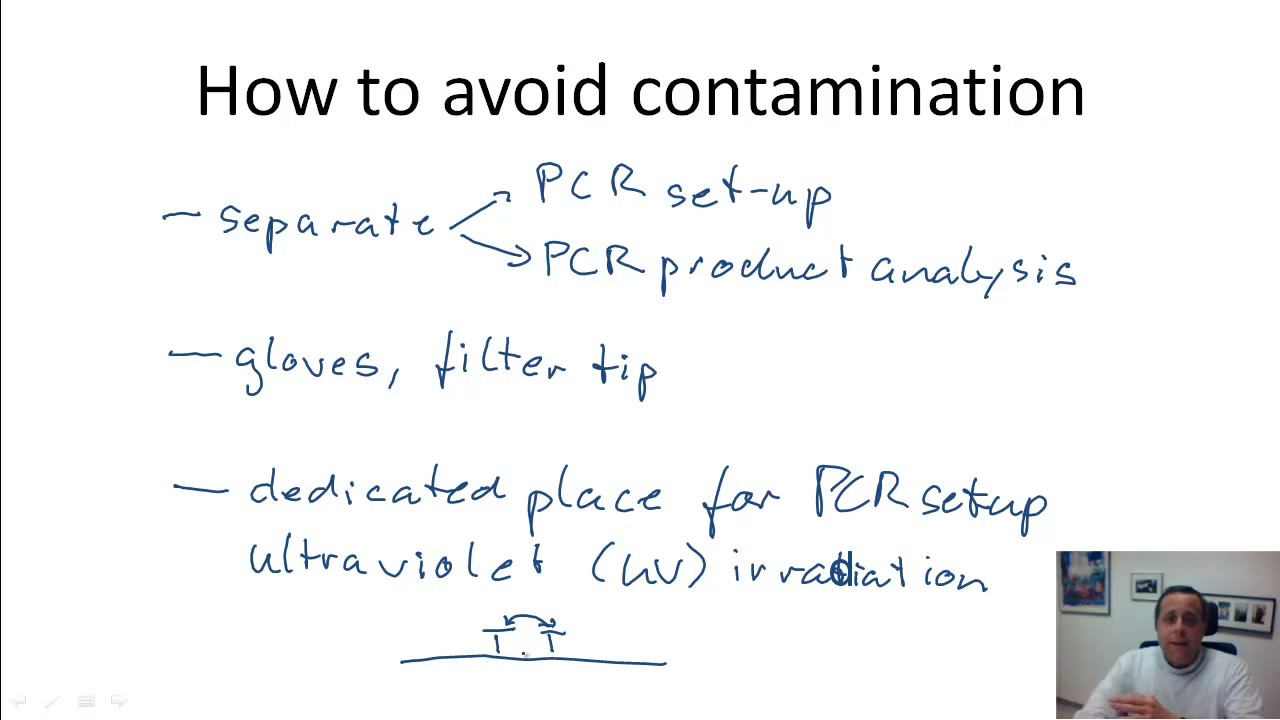 How to avoid contamination
- separate → PCR set-up
→ PCR product analysis
- gloves, filter tip
- dedicated place for PCR setup
ultraviolet (uv) irradiation
T T